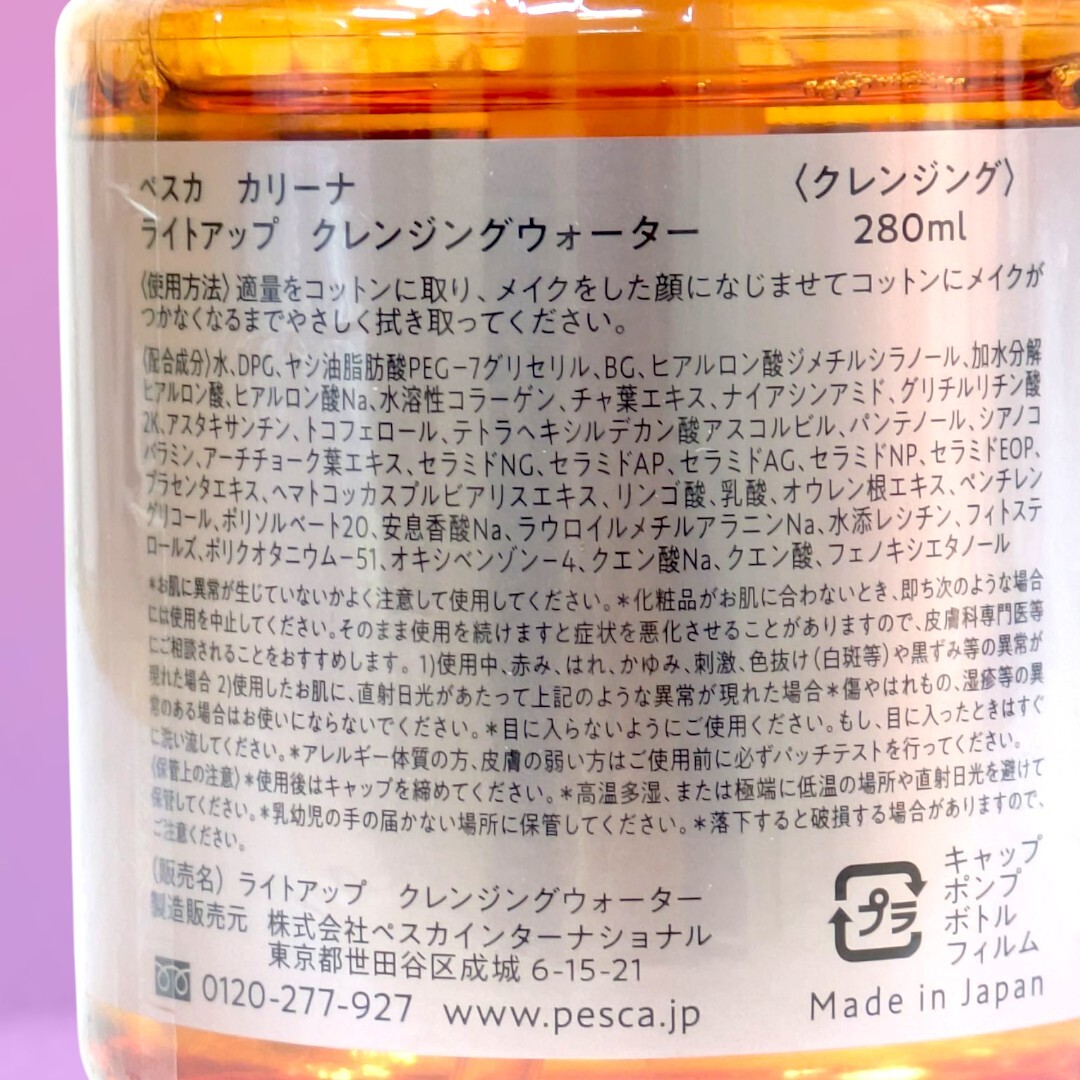 ペスカ　カリーナ
ライトアップ　クレンジングウォーター
〈クレンジング〉
280ml
〈使用方法〉適量をコットンに取り、メイクをした顔になじませてコットンにメイクが
つかなくなるまでやさしく拭き取ってください。
〈配合成分〉水、DPG、ヤシ油脂肪酸PEG−7グリセリル、BG、ヒアルロン酸ジメチルシラノール、加水分解
ヒアルロン酸、ヒアルロン酸Na、水溶性コラーゲン、チャ葉エキス、ナイアシンアミド、グリチルリチン酸
2K、アスタキサンチン、トコフェロール、テトラヘキシルデカン酸アスコルビル、パンテノール、シアノコ
バラミン、アーチチョーク葉エキス、セラミドNG、セラミドAP、セラミドAG、セラミドNP、セラミドEOP、
プラセンタエキス、ヘマトコッカスプルビアリスエキス、リンゴ酸、乳酸、オウレン根エキス、ペンチレン
グリコール、ポリソルベート20、安息香酸Na、ラウロイルメチルアラニンNa、水添レシチン、フィトステ
ロールズ、ポリクオタニウム−51、オキシベンゾン−4、クエン酸Na、クエン酸、フェノキシエタノール
＊お肌に異常が生じていないかよく注意して使用してください。＊化粧品がお肌に合わないとき、即ち次のような場合
には使用を中止してください。そのまま使用を続けますと症状を悪化させることがありますので、皮膚科専門医等
にご相談されることをおすすめします。1)使用中、赤み、はれ、かゆみ、刺激、色抜け（白斑等）や黒ずみ等の異常が
現れた場合 2)使用したお肌に、直射日光があたって上記のような異常が現れた場合＊傷やはれもの、湿疹等の異
常のある場合はお使いにならないでください。＊目に入らないようにご使用ください。もし、目に入ったときはすぐ
に洗い流してください。＊アレルギー体質の方、皮膚の弱い方はご使用前に必ずパッチテストを行ってください。
〈保管上の注意〉＊使用後はキャップを締めてください。＊高温多湿、または極端に低温の場所や直射日光を避けて
保管してください。＊乳幼児の手の届かない場所に保管してください。＊落下すると破損する場合がありますので、
ご注意ください。
（販売名）ライトアップ　クレンジングウォーター
製造販売元　株式会社ペスカインターナショナル
東京都世田谷区成城 6-15-21
0120-277-927　www.pesca.jp
プラ
キャップ
ポンプ
ボトル
フィルム
Made in Japan